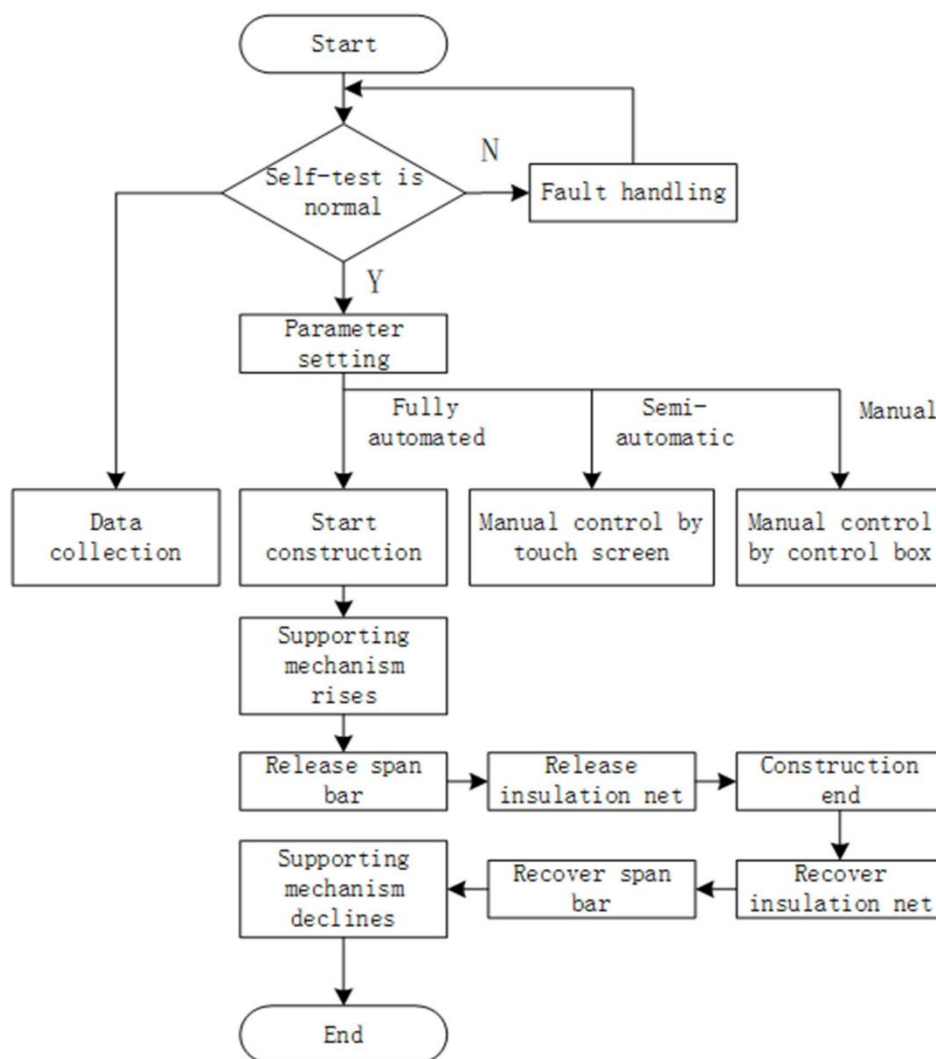 Start
N
Self-test is
normal
Fault handling
Y
Parameter
setting
Fully
automated
Semi-
automatic
Manual
Data
collection
Start
construction
Manual control by
touch screen
Manual control
by control box
Supporting
mechanism
rises
Release span
bar
Release
insulation net
Construction
end
Supporting
mechanism
declines
Recover span
bar
Recover
insulation net
End